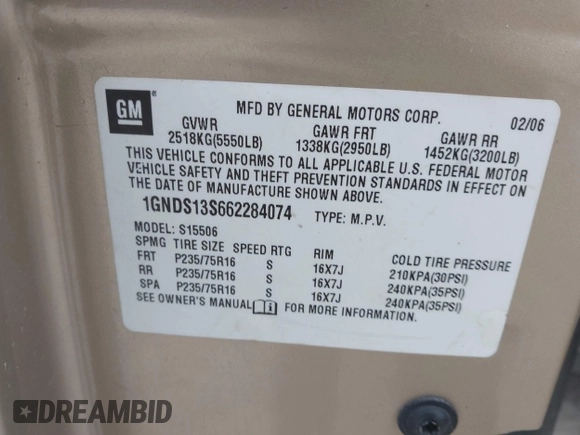 GM
MFD BY GENERAL MOTORS CORP. 02/06
GVWR GAWR FRT GAWR RR
2518KG(5550LB) 1338KG(2950LB) 1452KG(3200LB)
THIS VEHICLE CONFORMS TO ALL APPLICABLE U.S. FEDERAL MOTOR
VEHICLE SAFETY AND THEFT PREVENTION STANDARDS IN EFFECT ON
THE DATE OF MANUFACTURE SHOWN ABOVE.
1GNDS13S662284074 TYPE: M.P.V.
MODEL: S15506
SPMG TIRE SIZE SPEED RTG RIM COLD TIRE PRESSURE
FRT P235/75R16 S 16X7J 210KPA(30PSI)
RR P235/75R16 S 16X7J 240KPA(35PSI)
SPA P235/75R16 S 16X7J 240KPA(35PSI)
SEE OWNER'S MANUAL FOR MORE INFORMATION.
DREAMBID